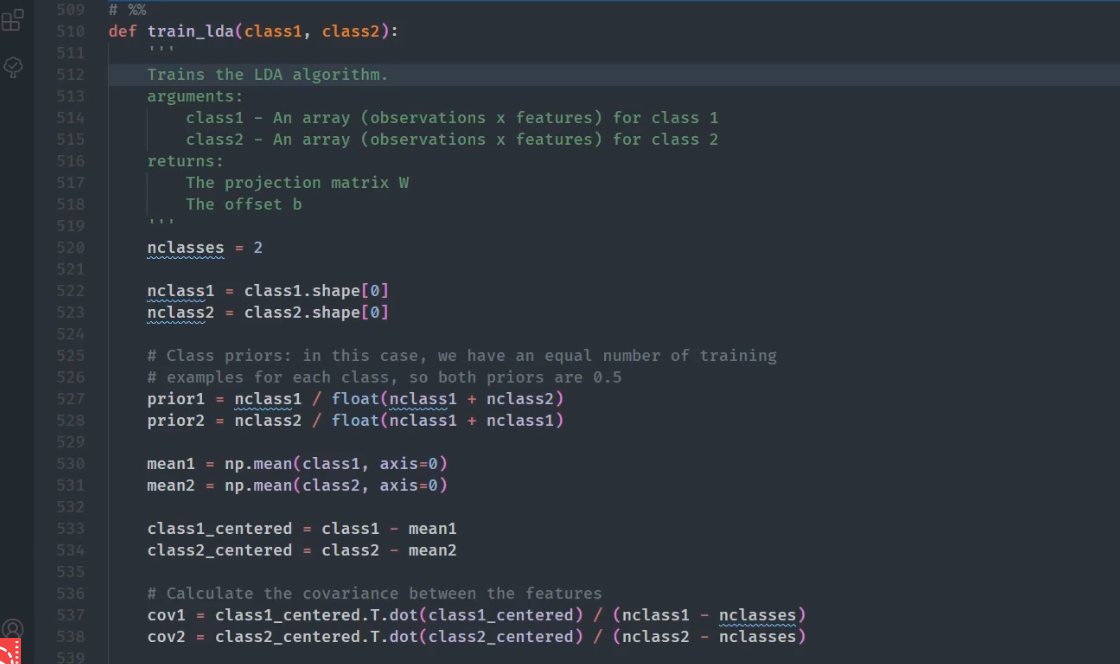 509 # %%
510 def train_lda(class1, class2):
511     '''
512     Trains the LDA algorithm.
513     arguments:
514         class1 - An array (observations x features) for class 1
515         class2 - An array (observations x features) for class 2
516     returns:
517         The projection matrix W
518         The offset b
519     '''
520     nclasses = 2
521
522     nclass1 = class1.shape[0]
523     nclass2 = class2.shape[0]
524
525     # Class priors: in this case, we have an equal number of training
526     # examples for each class, so both priors are 0.5
527     prior1 = nclass1 / float(nclass1 + nclass2)
528     prior2 = nclass2 / float(nclass1 + nclass1)
529
530     mean1 = np.mean(class1, axis=0)
531     mean2 = np.mean(class2, axis=0)
532
533     class1_centered = class1 - mean1
534     class2_centered = class2 - mean2
535
536     # Calculate the covariance between the features
537     cov1 = class1_centered.T.dot(class1_centered) / (nclass1 - nclasses)
538     cov2 = class2_centered.T.dot(class2_centered) / (nclass2 - nclasses)
539